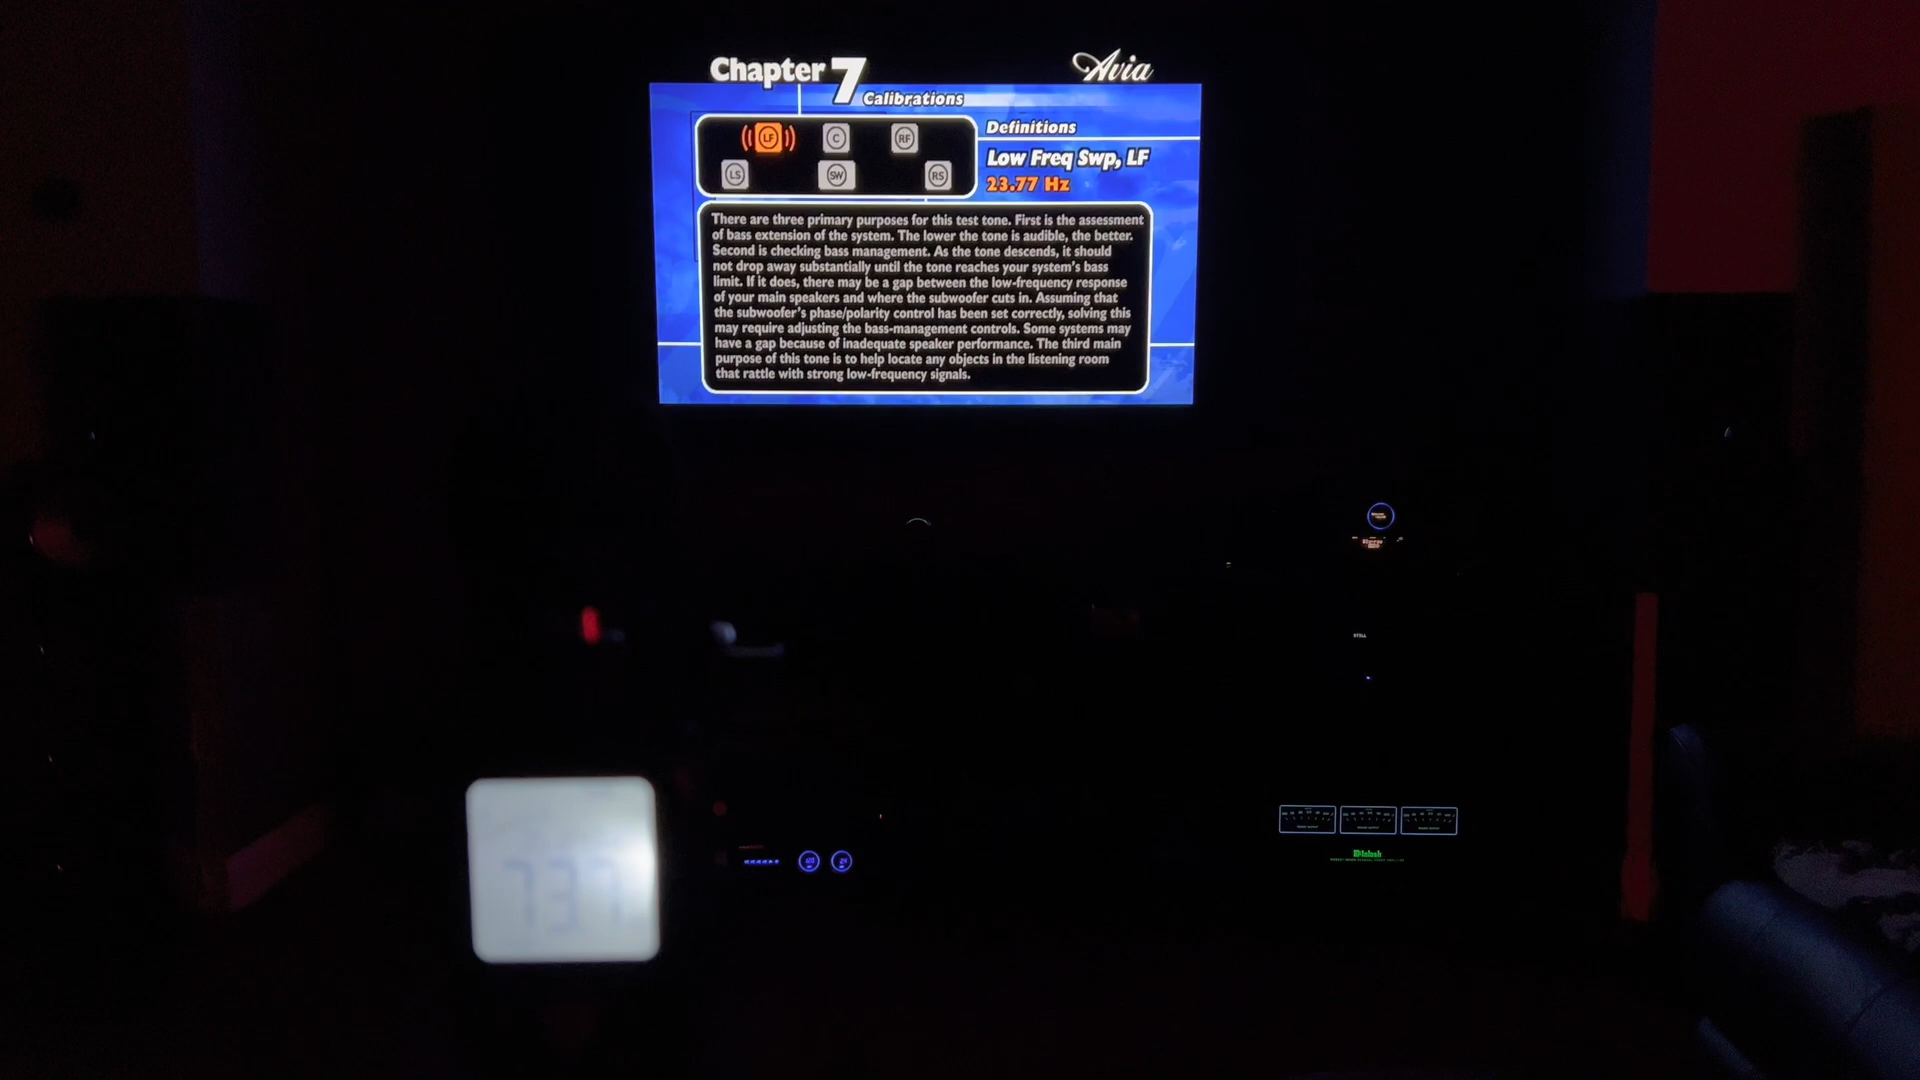 Chapter 7
Avia
Calibrations
LF
C
RF
LS
SW
RS
Definitions
Low Freq Swp, LF
23.77 Hz
There are three primary purposes for this test tone. First is the assessment
of bass extension of the system. The lower the tone is audible, the better.
Second is checking bass management. As the tone descends, it should
not drop away substantially until the tone reaches your system's bass
limit. If it does, there may be a gap between the low-frequency response
of your main speakers and where the subwoofer cuts in. Assuming that
the subwoofer's phase/polarity control has been set correctly, solving this
may require adjusting the bass-management controls. Some systems may
have a gap because of inadequate speaker performance. The third main
purpose of this tone is to help locate any objects in the listening room
that rattle with strong low-frequency signals.
73.7
McIntosh